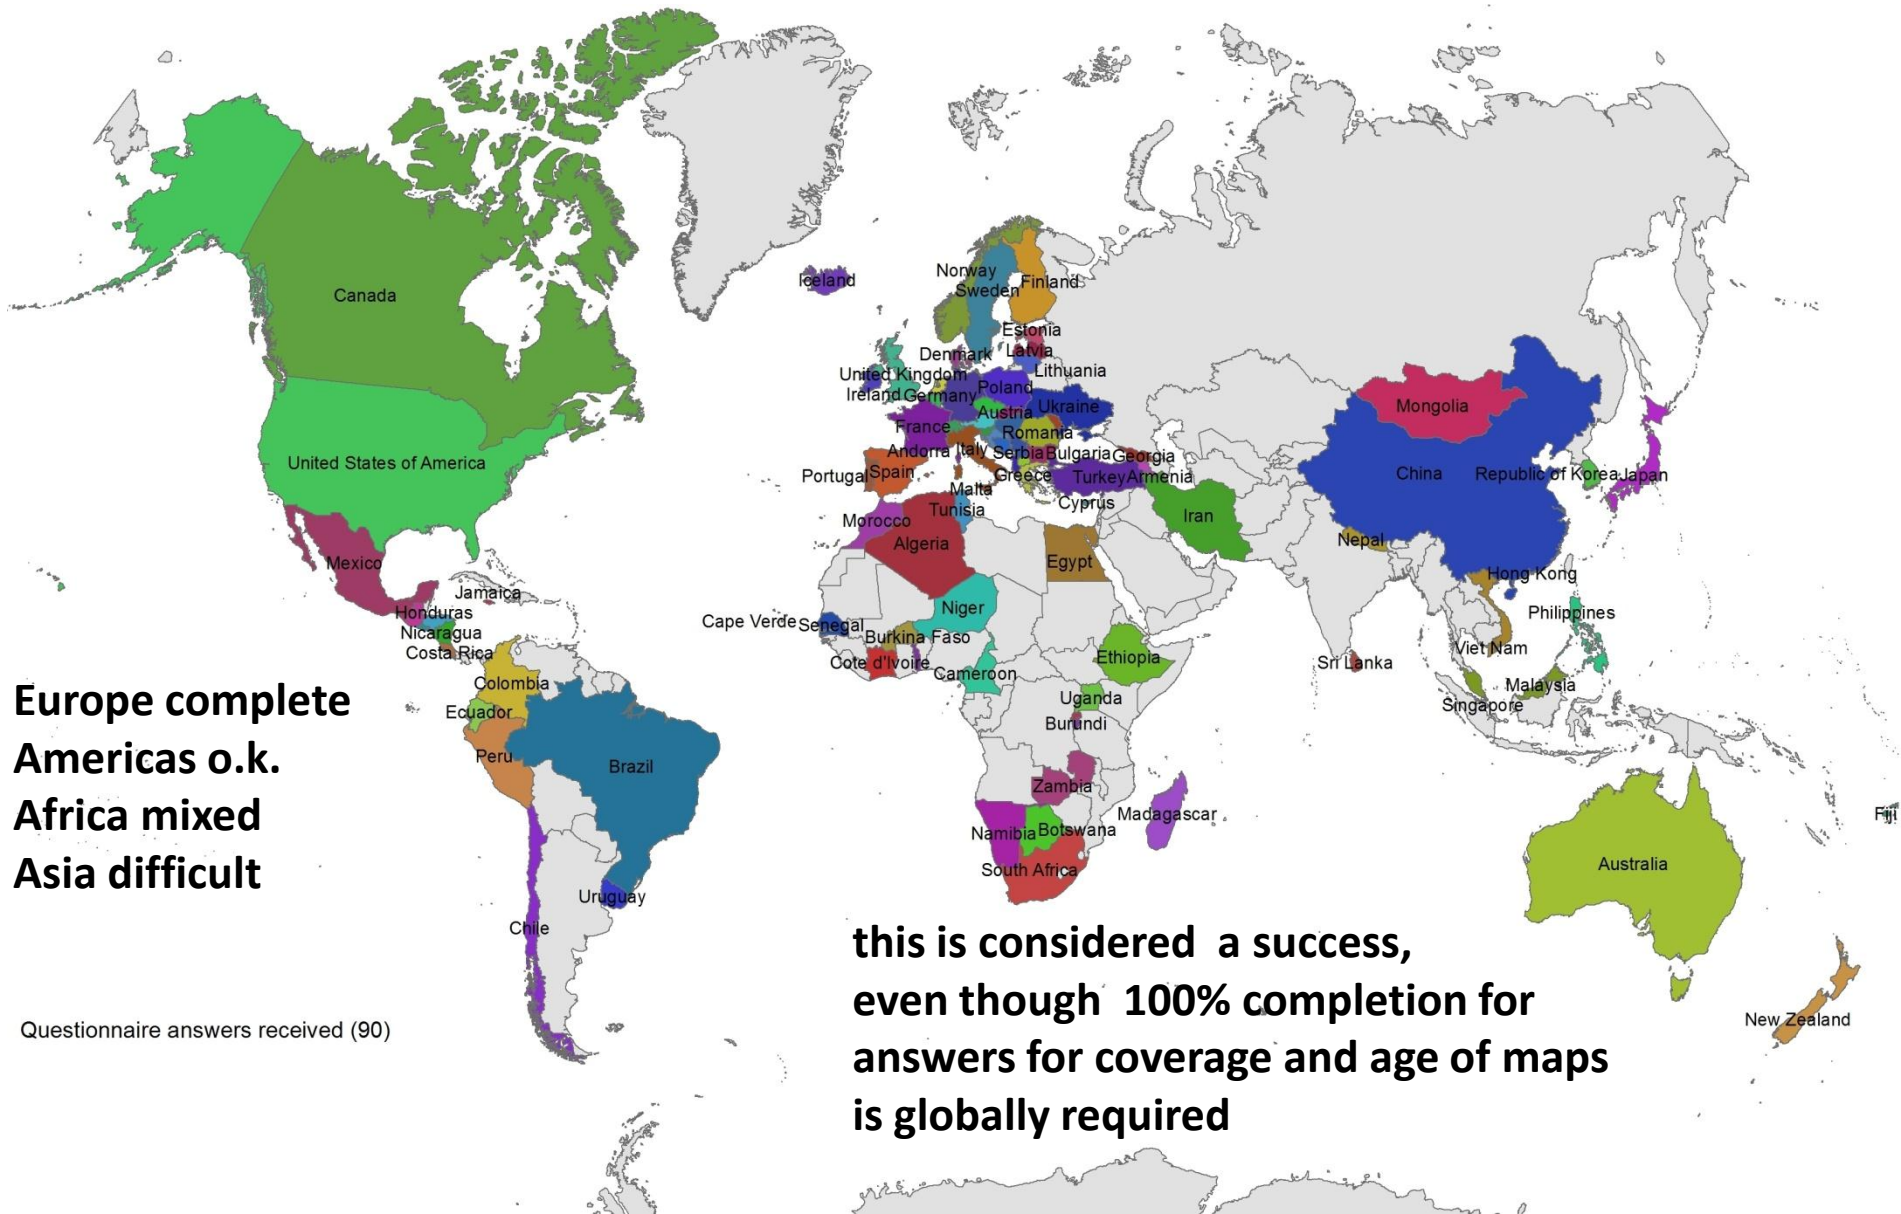 Canada
United States of America
Mexico
Jamaica
Honduras
Nicaragua
Costa Rica
Colombia
Ecuador
Peru
Brazil
Uruguay
Chile
Iceland
Norway
Sweden
Finland
Estonia
Latvia
Lithuania
Denmark
United Kingdom
Ireland
Germany
Poland
Austria
Ukraine
France
Romania
Andorra
Italy
Serbia
Bulgaria
Georgia
Portugal
Spain
Greece
Turkey
Armenia
Malta
Cyprus
Morocco
Tunisia
Algeria
Egypt
Iran
Niger
Cape Verde
Senegal
Burkina Faso
Cote d'Ivoire
Cameroon
Ethiopia
Uganda
Burundi
Zambia
Madagascar
Namibia
Botswana
South Africa
Mongolia
China
Republic of Korea
Japan
Nepal
Hong Kong
Philippines
Viet Nam
Sri Lanka
Malaysia
Singapore
Fiji
Australia
New Zealand
Europe complete
Americas o.k.
Africa mixed
Asia difficult
Questionnaire answers received (90)
this is considered a success,
even though 100% completion for
answers for coverage and age of maps
is globally required